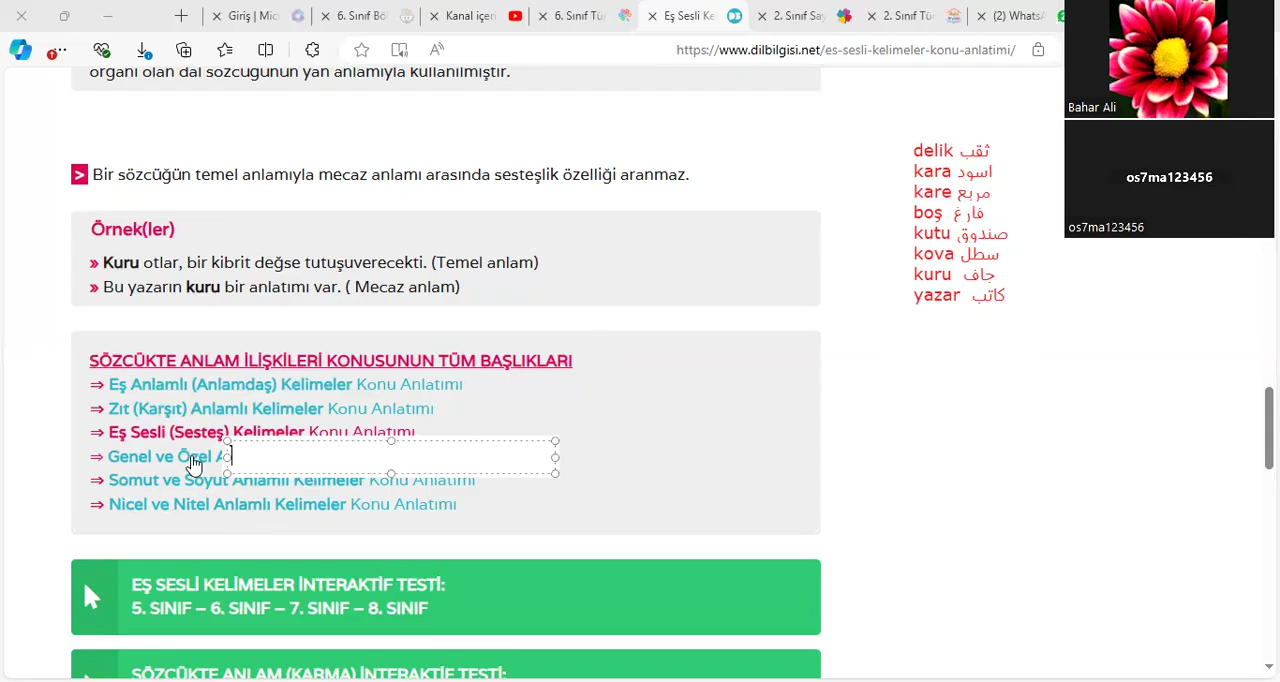 Giriş | Mic
6. Sınıf Böl
Kanal içeri
6. Sınıf Tür
Eş Sesli Ke
2. Sınıf Say
2. Sınıf Tü
(2) WhatsA
https://www.dilbilgisi.net/es-sesli-kelimeler-konu-anlatimi/
organı olan dal sözcüğünün yan anlamıyla kullanılmıştır.
> Bir sözcüğün temel anlamıyla mecaz anlamı arasında sesteşlik özelliği aranmaz.
Örnek(ler)
» Kuru otlar, bir kibrit değse tutuşuverecekti. (Temel anlam)
» Bu yazarın kuru bir anlatımı var. ( Mecaz anlam)
SÖZCÜKTE ANLAM İLİŞKİLERİ KONUSUNUN TÜM BAŞLIKLARI
⇒ Eş Anlamlı (Anlamdaş) Kelimeler Konu Anlatımı
⇒ Zıt (Karşıt) Anlamlı Kelimeler Konu Anlatımı
⇒ Eş Sesli (Sesteş) Kelimeler Konu Anlatımı
⇒ Genel ve Özel A
⇒ Somut ve Soyut Anlamlı Kelimeler Konu Anlatımı
⇒ Nicel ve Nitel Anlamlı Kelimeler Konu Anlatımı
EŞ SESLİ KELİMELER İNTERAKTİF TESTİ:
5. SINIF – 6. SINIF – 7. SINIF – 8. SINIF
SÖZCÜKTE ANLAM (KARMA) İNTERAKTİF TESTİ:
delik ثقب
kara اسود
kare مربع
boş فارغ
kutu صندوق
kova سطل
kuru جاف
yazar كاتب
Bahar Ali
os7ma123456
os7ma123456